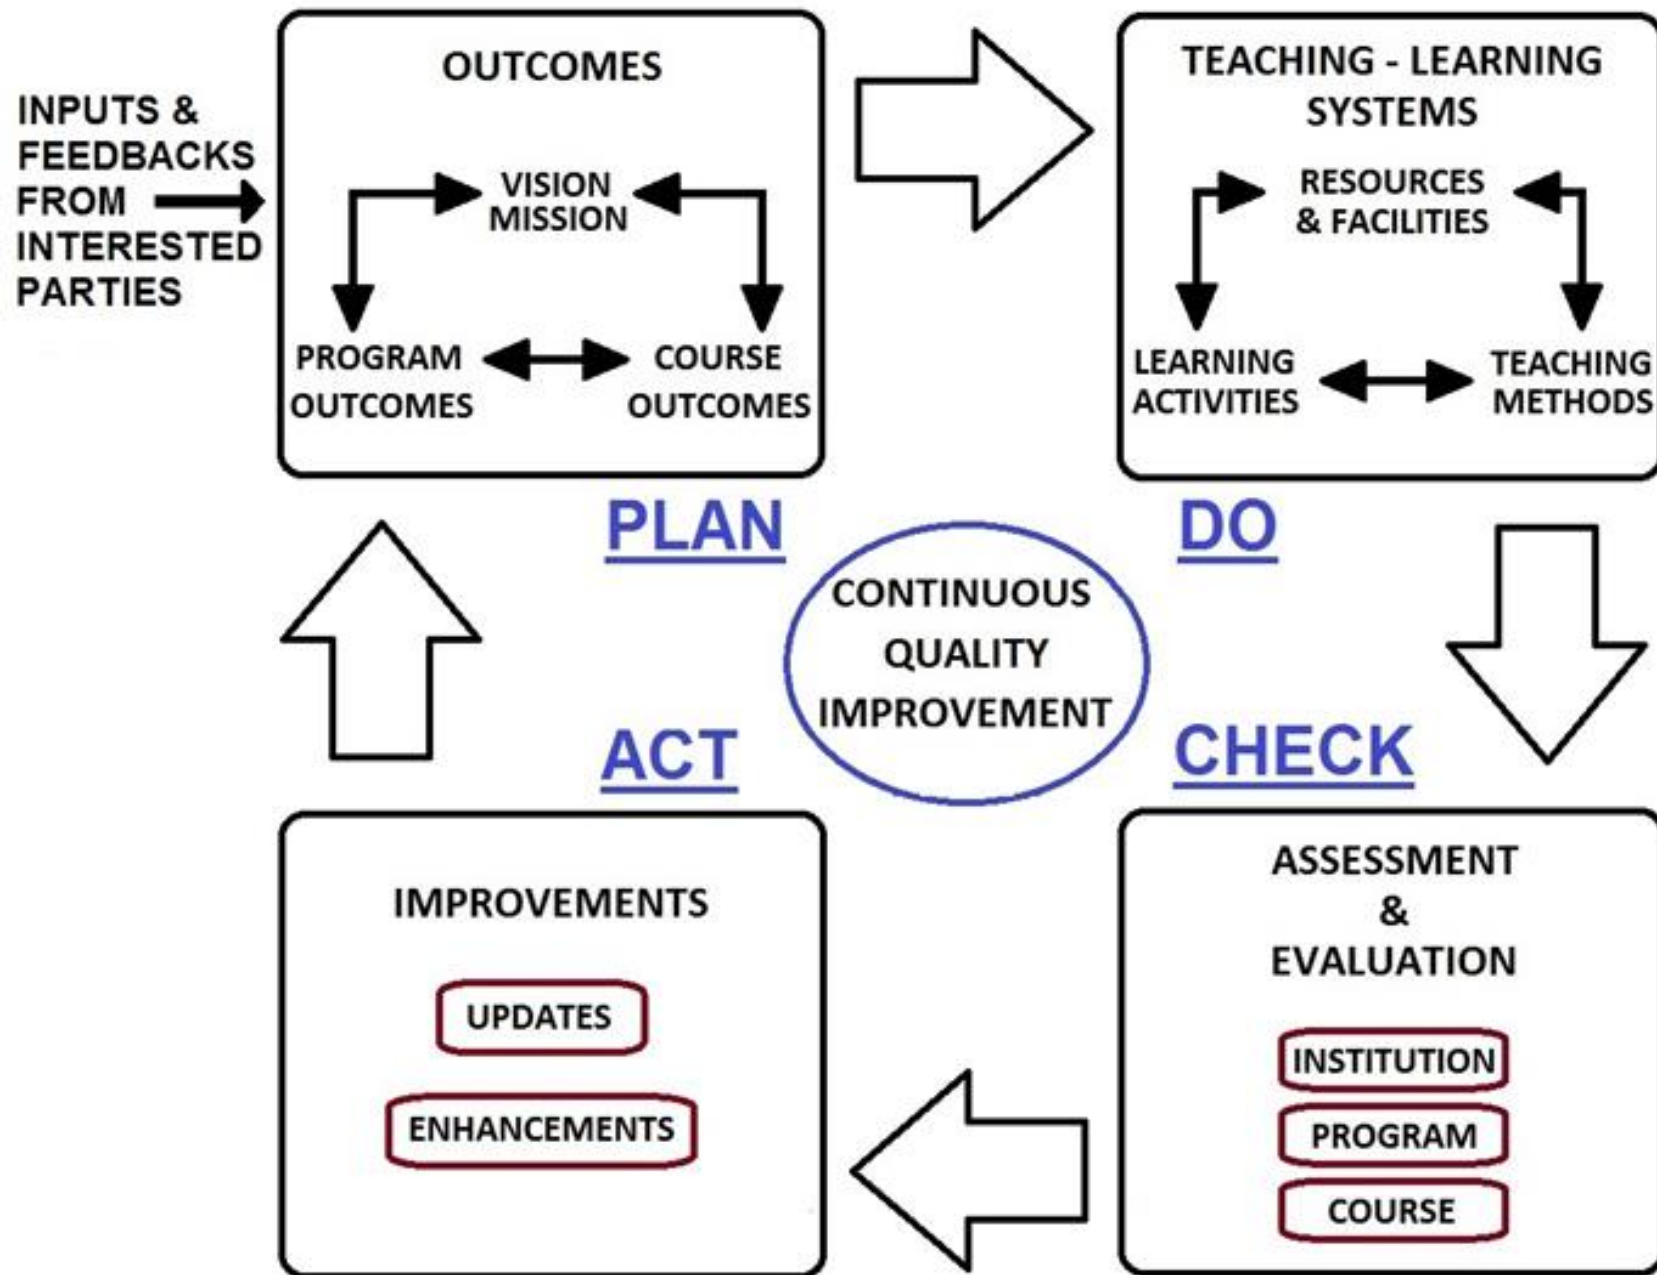 INPUTS &
FEEDBACKS
FROM
INTERESTED
PARTIES
OUTCOMES
VISION
MISSION
PROGRAM
OUTCOMES
COURSE
OUTCOMES
TEACHING - LEARNING
SYSTEMS
RESOURCES
& FACILITIES
LEARNING
ACTIVITIES
TEACHING
METHODS
PLAN
DO
CONTINUOUS
QUALITY
IMPROVEMENT
ACT
CHECK
IMPROVEMENTS
UPDATES
ENHANCEMENTS
ASSESSMENT
&
EVALUATION
INSTITUTION
PROGRAM
COURSE